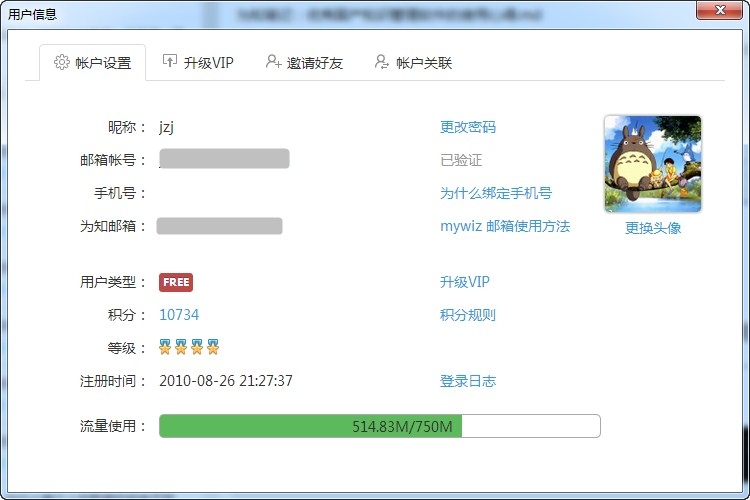 用户信息
帐户设置 升级VIP 邀请好友 帐户关联
昵称： jzj 更改密码
邮箱帐号： 已验证
手机号： 为什么绑定手机号
为知邮箱： mywiz 邮箱使用方法
更换头像
用户类型： FREE 升级VIP
积分： 10734 积分规则
等级：
注册时间： 2010-08-26 21:27:37 登录日志
流量使用： 514.83M/750M